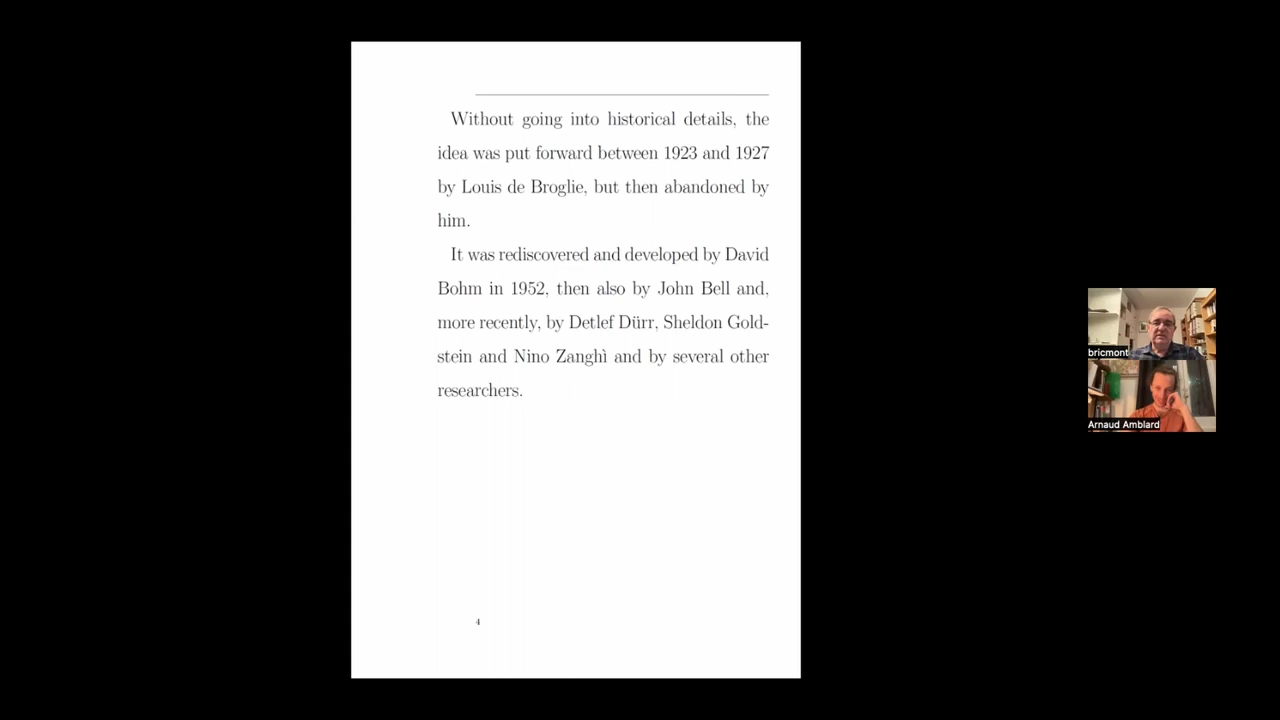 Without going into historical details, the
idea was put forward between 1923 and 1927
by Louis de Broglie, but then abandoned by
him.
It was rediscovered and developed by David
Bohm in 1952, then also by John Bell and,
more recently, by Detlef Dürr, Sheldon Gold-
stein and Nino Zanghì and by several other
researchers.
4
bricmont
Arnaud Amblard